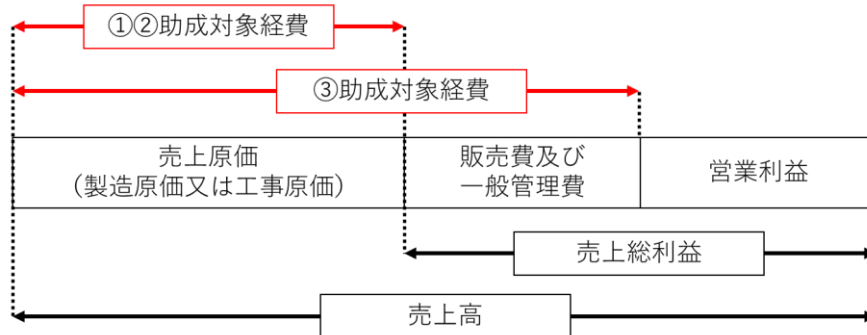 ①②助成対象経費
③助成対象経費
売上原価
（製造原価又は工事原価）
販売費及び
一般管理費
営業利益
売上総利益
売上高